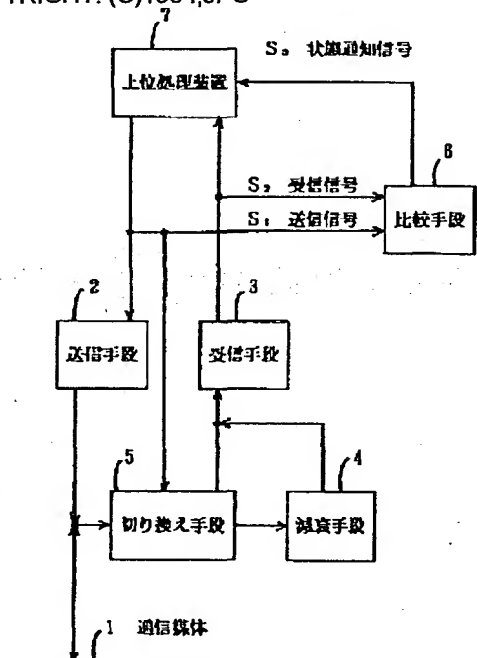 7
S₃ 状態通知信号
上位処理装置
6
S₂ 受信信号
S₁ 送信信号
比較手段
2
3
送信手段
受信手段
5
4
切り換え手段
減衰手段
1 通信媒体